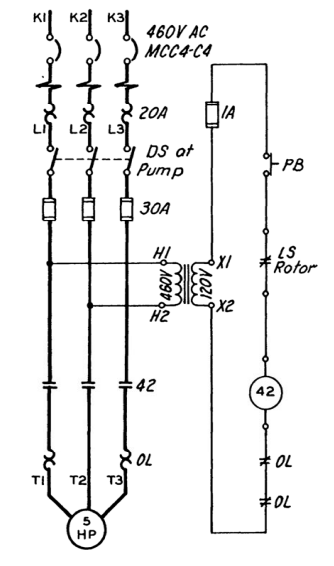 K1 K2 K3
460V AC
MCC4-C4
20A
L1 L2 L3
DS at
Pump
30A
1A
PB
LS
Rotor
H1
460V
120V
X1
H2
X2
42
42
OL
T1 T2 T3
OL
OL
5
HP